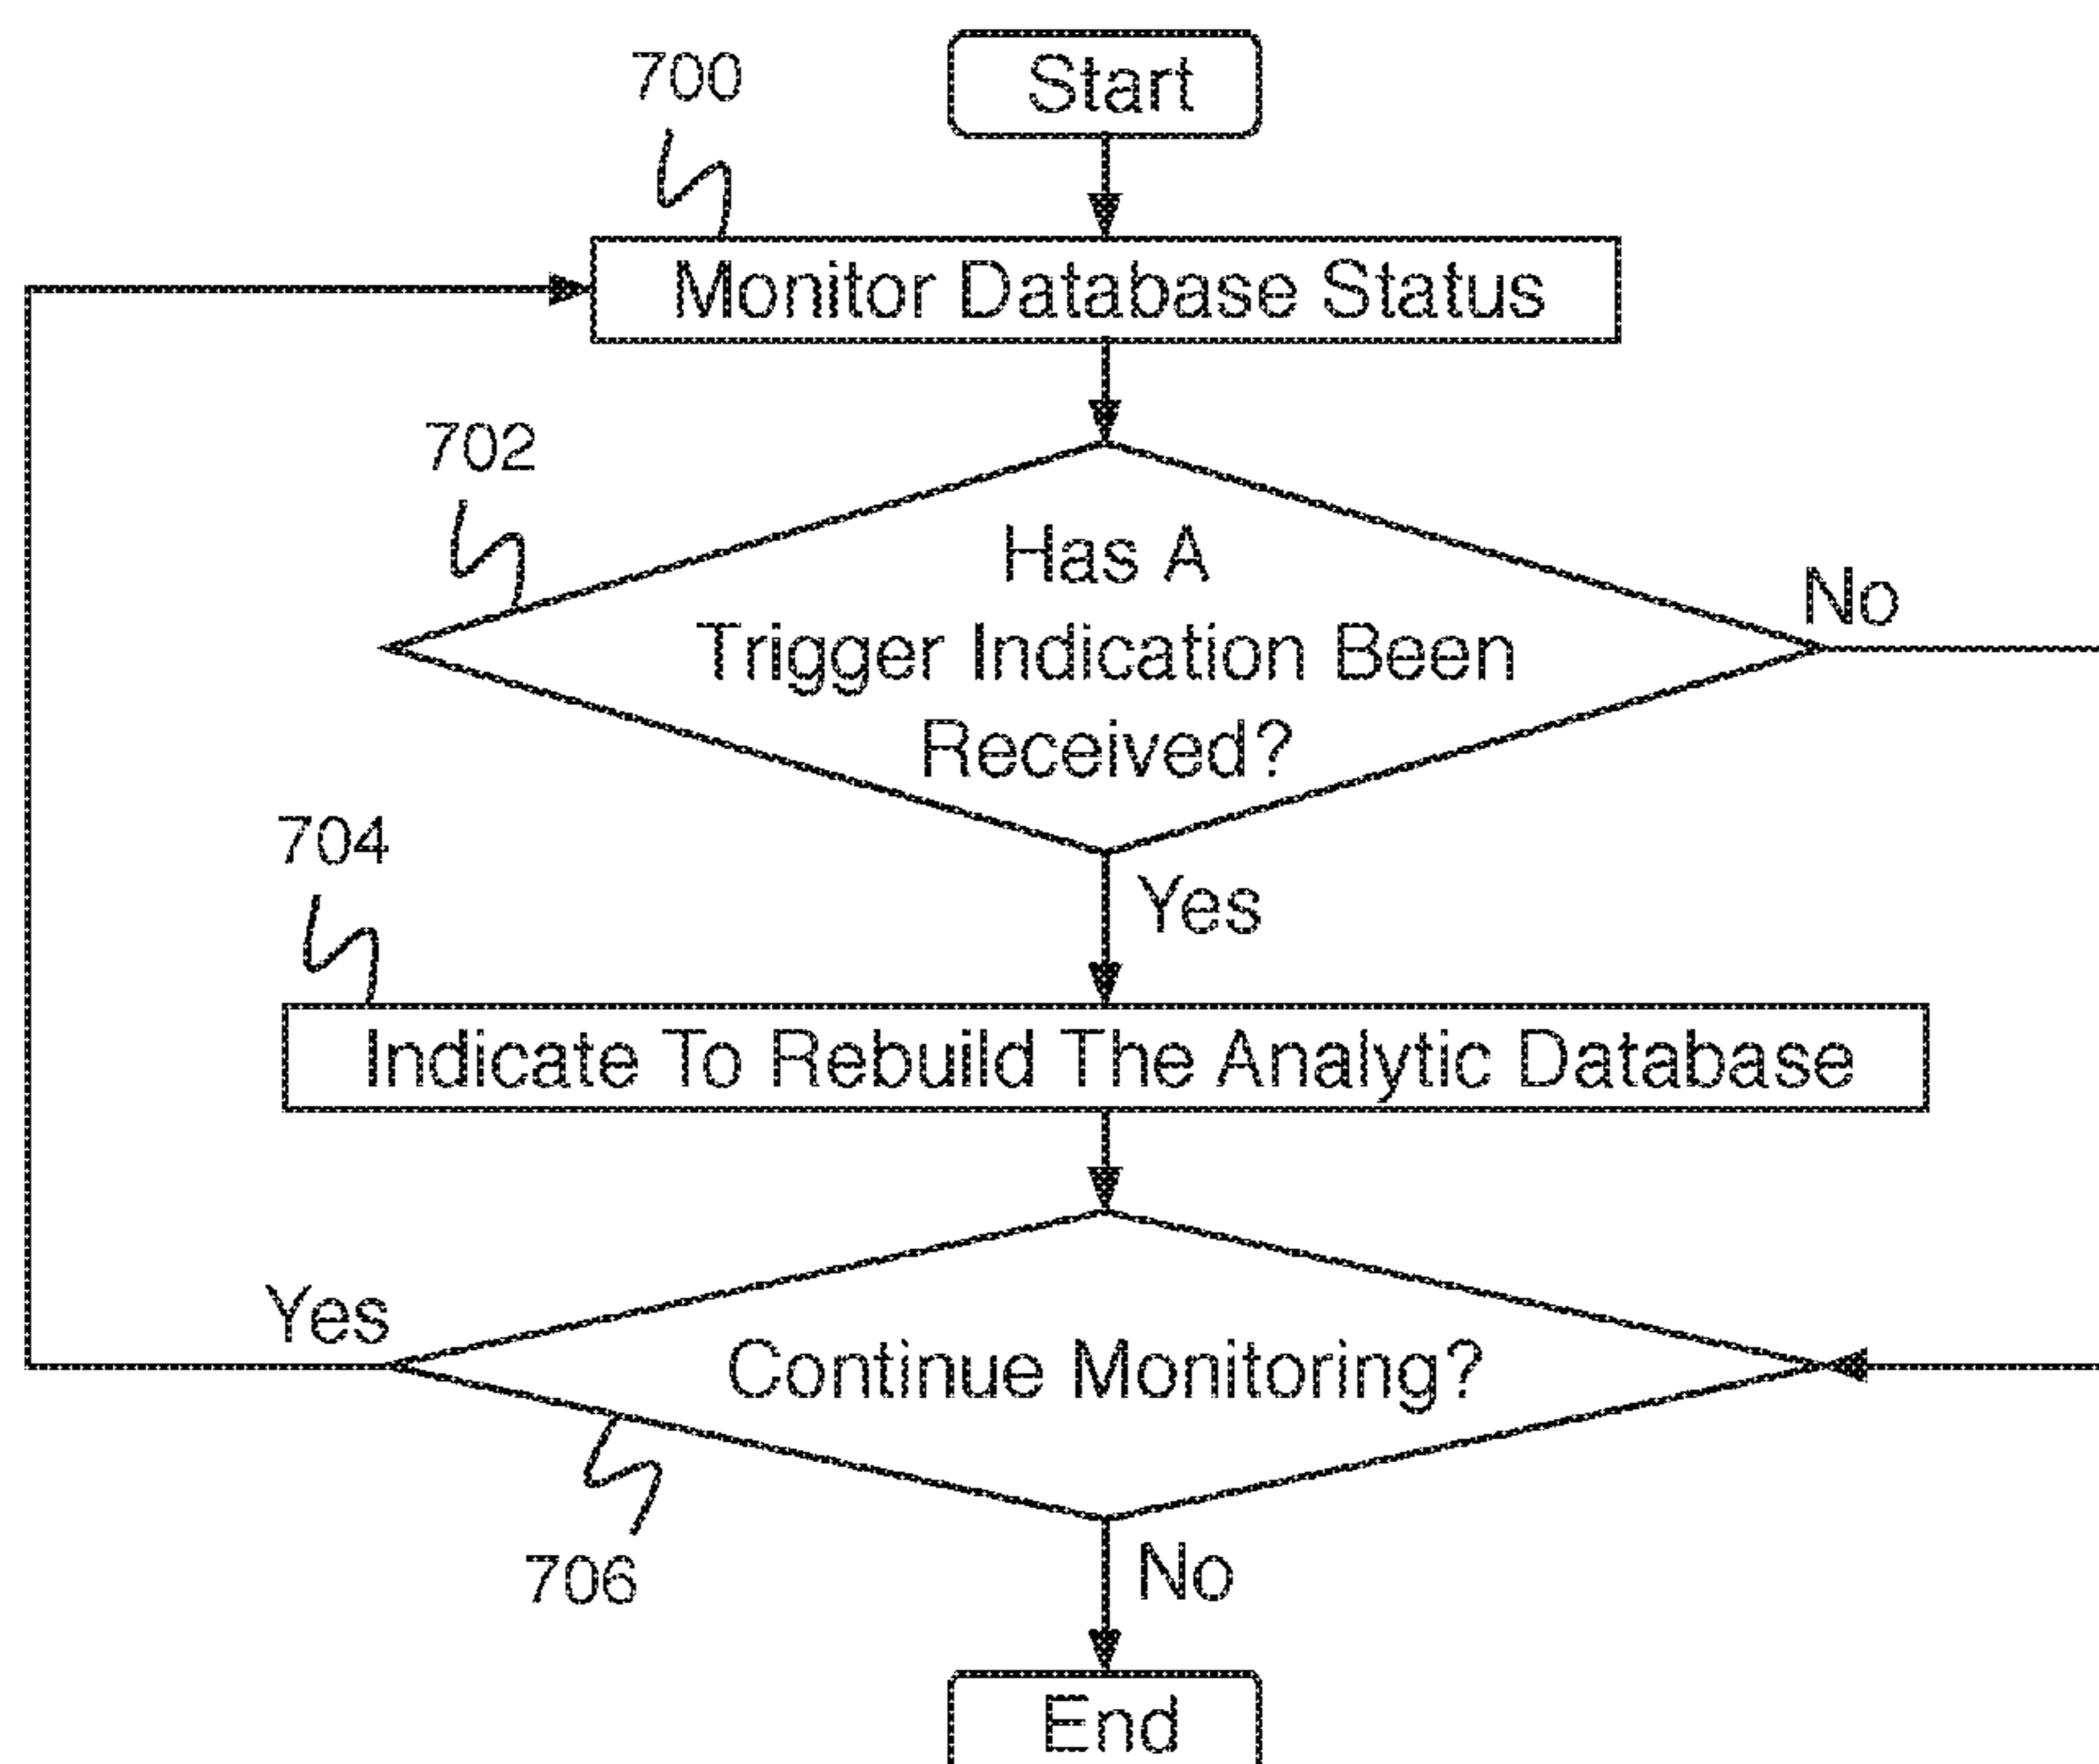 700
Start
Monitor Database Status
702
Has A
Trigger Indication Been
Received?
No
704
Yes
Indicate To Rebuild The Analytic Database
Yes
Continue Monitoring?
706
No
End